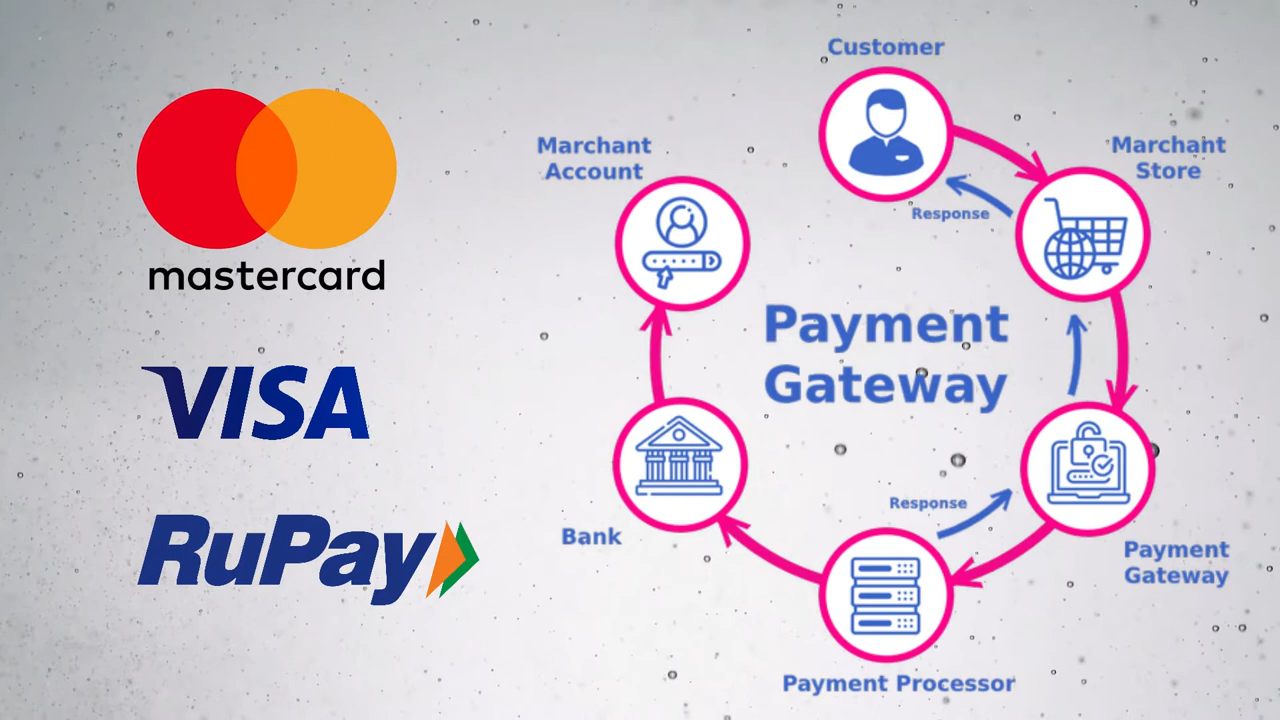 mastercard
VISA
RuPay
Customer
Marchant
Store
Response
Marchant
Account
Payment
Gateway
Response
Bank
Payment
Gateway
Payment Processor